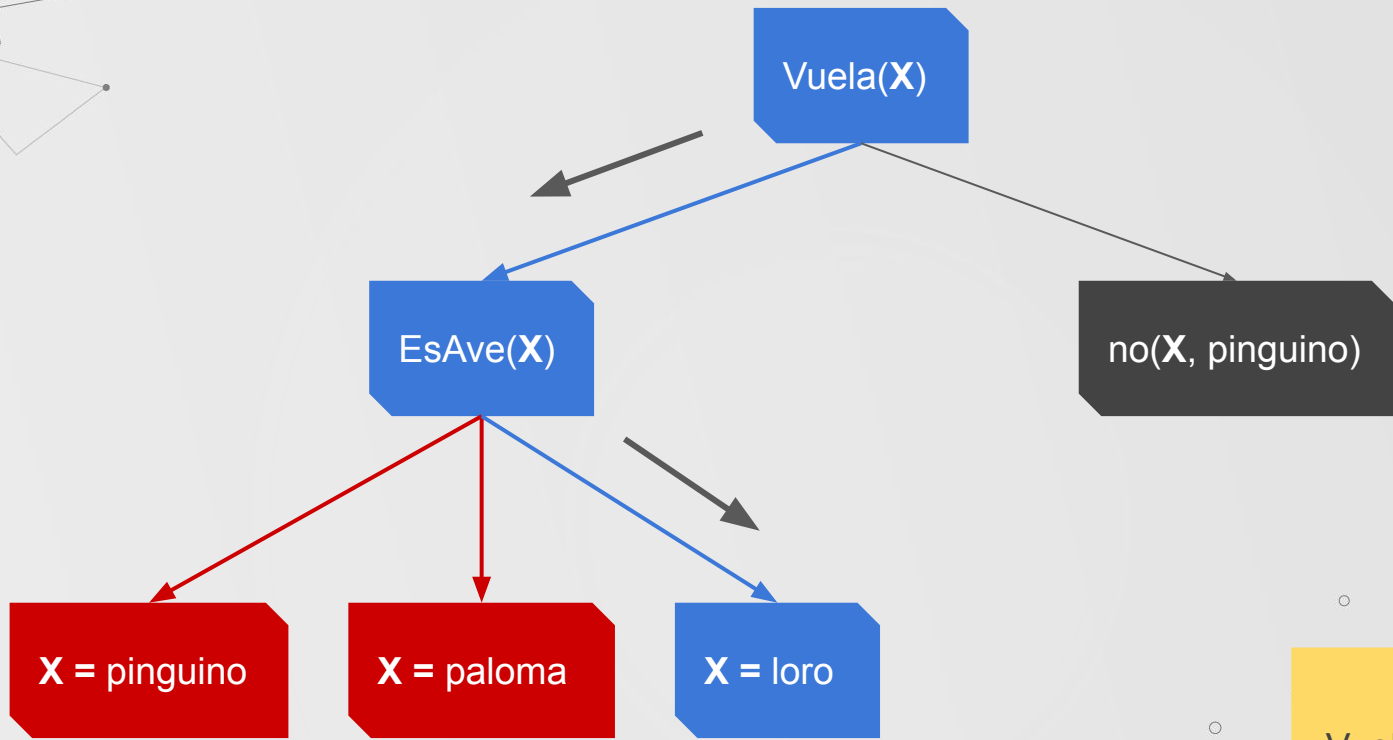 Vuela(X)
EsAve(X)
no(X, pinguino)
X = pinguino
X = paloma
X = loro